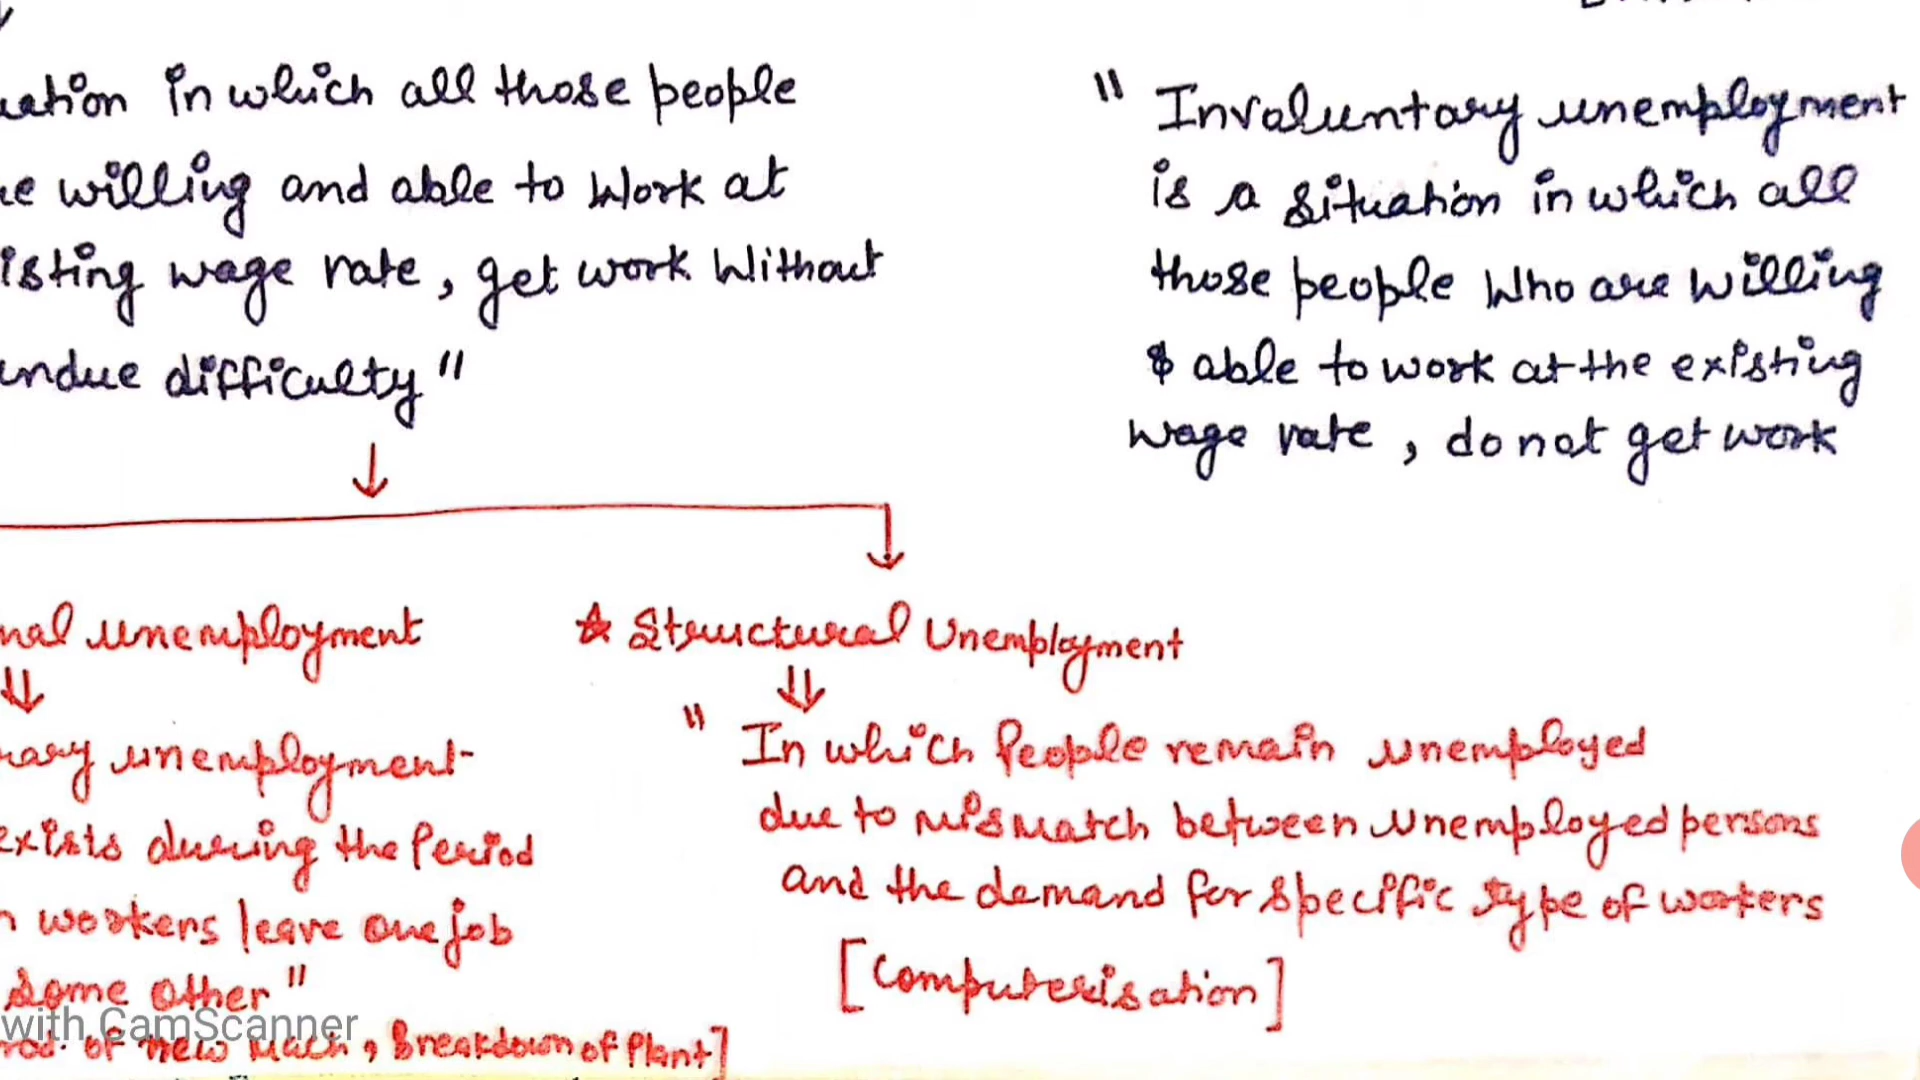 uation in which all those people
re willing and able to work at
isting wage rate, get work without
undue difficulty"
" Involuntary unemployment
is a situation in which all
those people who are willing
& able to work at the existing
wage rate, do not get work
nal unemployment
⇓
rary unemployment
exists during the period
n workers leave one job
some other"
rod. of new mach, Breakdown of Plant]
☆ Structural Unemployment
⇓
" In which People remain unemployed
due to mismatch between unemployed persons
and the demand for specific type of workers
[Computerisation]
with CamScanner